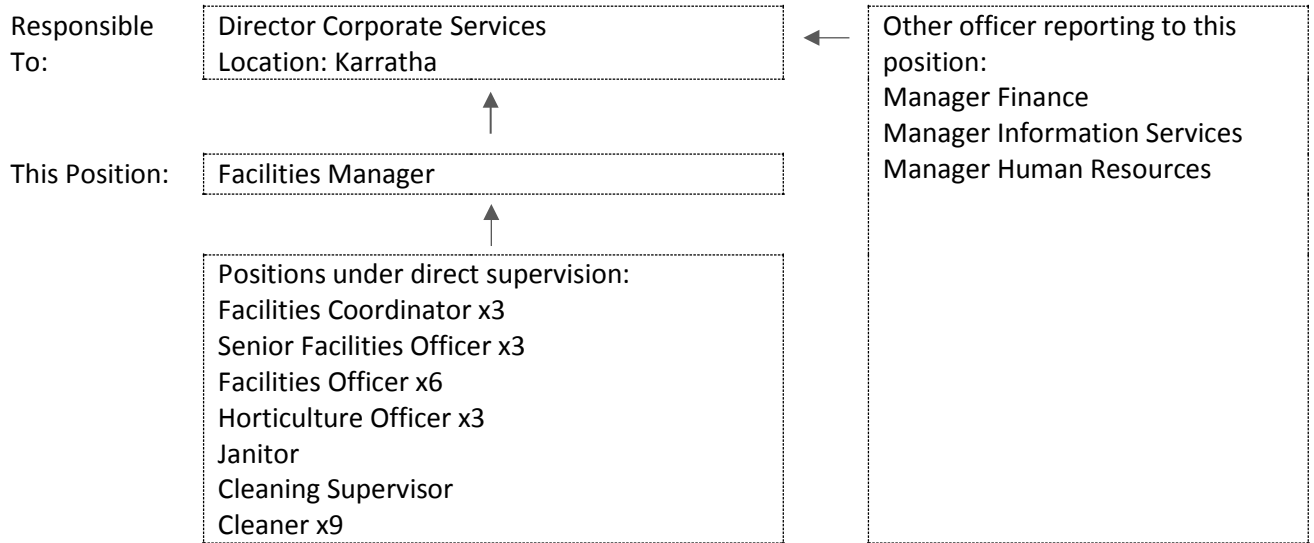 Responsible
To:
Director Corporate Services
Location: Karratha
Other officer reporting to this
position:
Manager Finance
Manager Information Services
Manager Human Resources
This Position:
Facilities Manager
Positions under direct supervision:
Facilities Coordinator x3
Senior Facilities Officer x3
Facilities Officer x6
Horticulture Officer x3
Janitor
Cleaning Supervisor
Cleaner x9